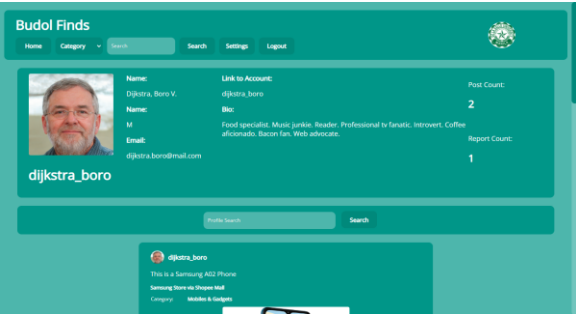 Budol Finds
Home Category Search Search Settings Logout
Name:
Dijkstra, Boro V.
Name:
M
Email:
dijkstra.boro@mail.com
Link to Account:
dijkstra_boro
Bio:
Food specialist. Music junkie. Reader. Professional tv fanatic. Introvert. Coffee
aficionado. Bacon fan. Web advocate.
Post Count:
2
Report Count:
1
dijkstra_boro
Profile Search Search
dijkstra_boro
This is a Samsung A02 Phone
Samsung Store via Shopee Mall
Category: Mobiles & Gadgets